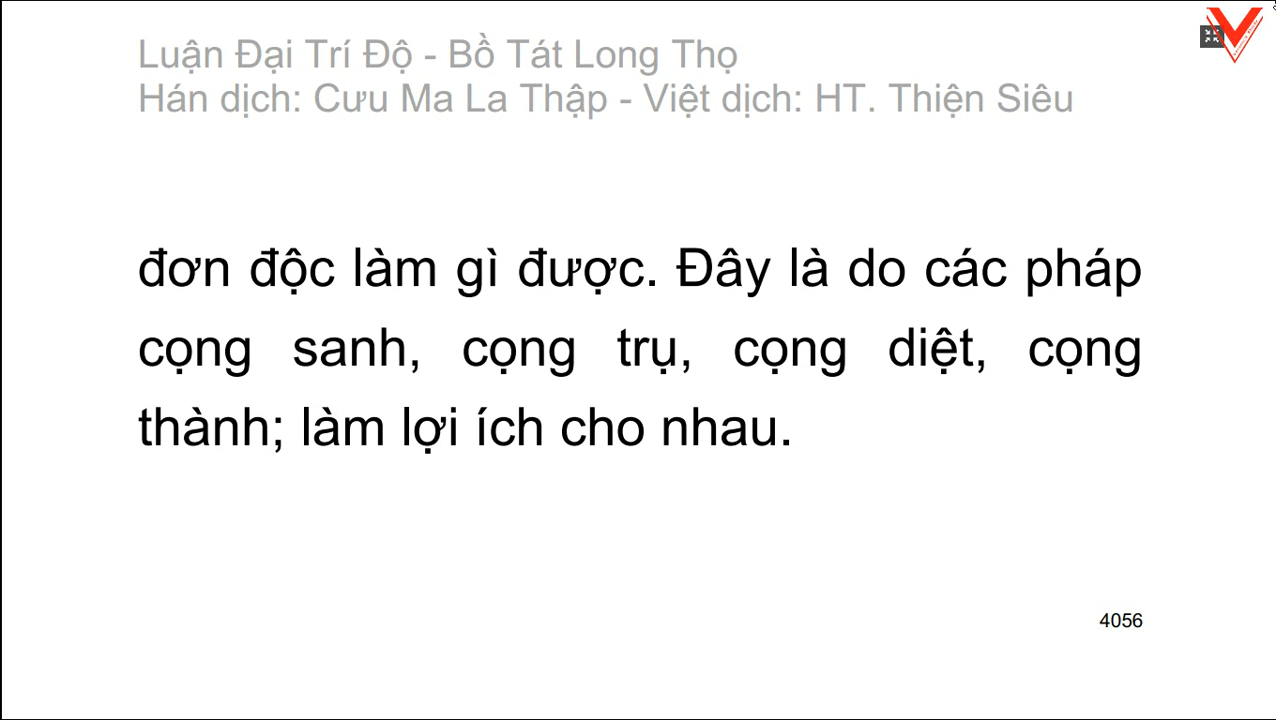 Luận Đại Trí Độ - Bồ Tát Long Thọ
Hán dịch: Cưu Ma La Thập - Việt dịch: HT. Thiện Siêu
đơn độc làm gì được. Đây là do các pháp
cọng sanh, cọng trụ, cọng diệt, cọng
thành; làm lợi ích cho nhau.
4056